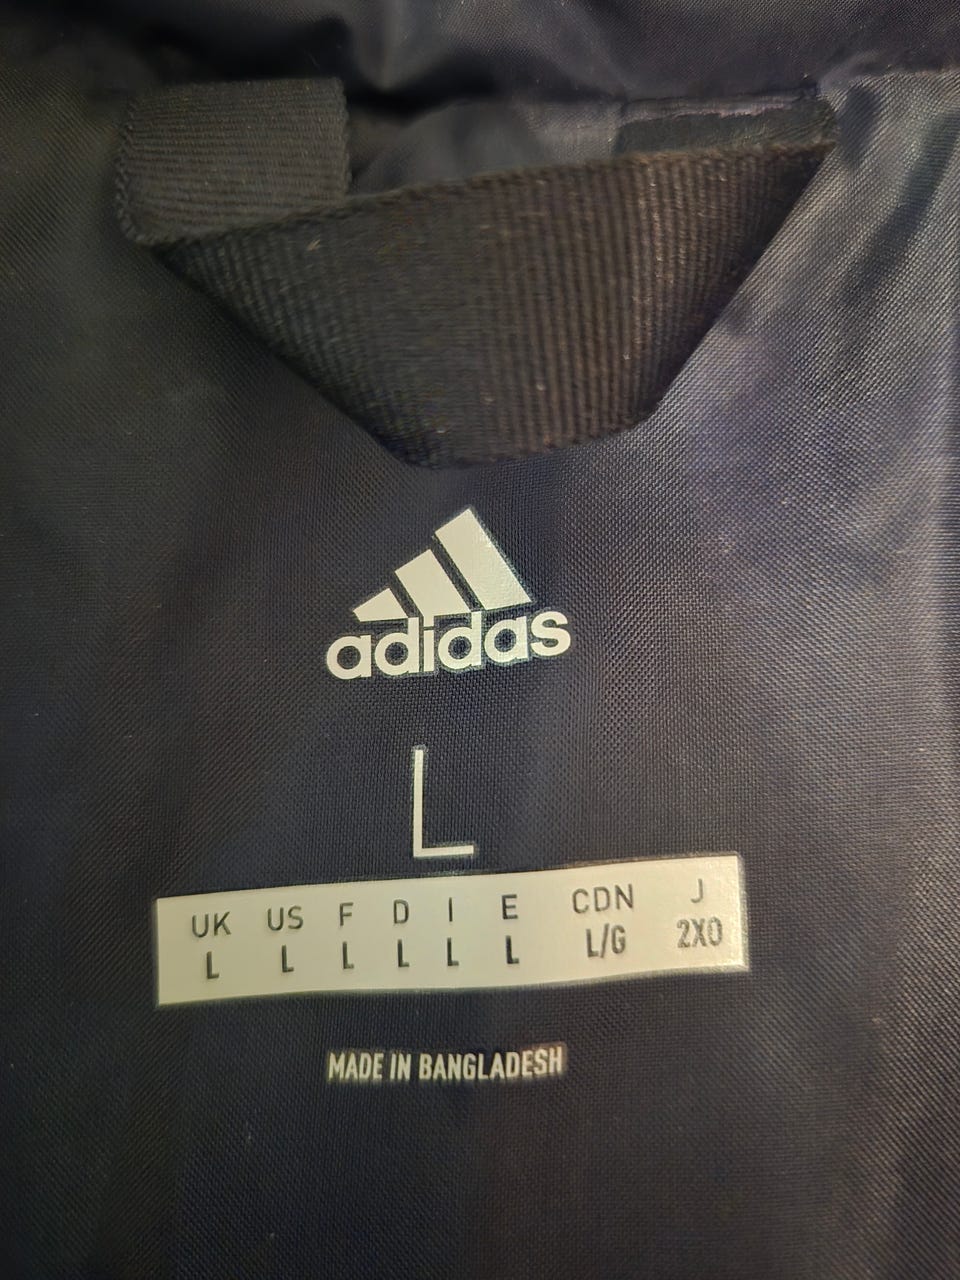 adidas
L
UK US F D I E CDN J
L L L L L L L/G 2XO
MADE IN BANGLADESH